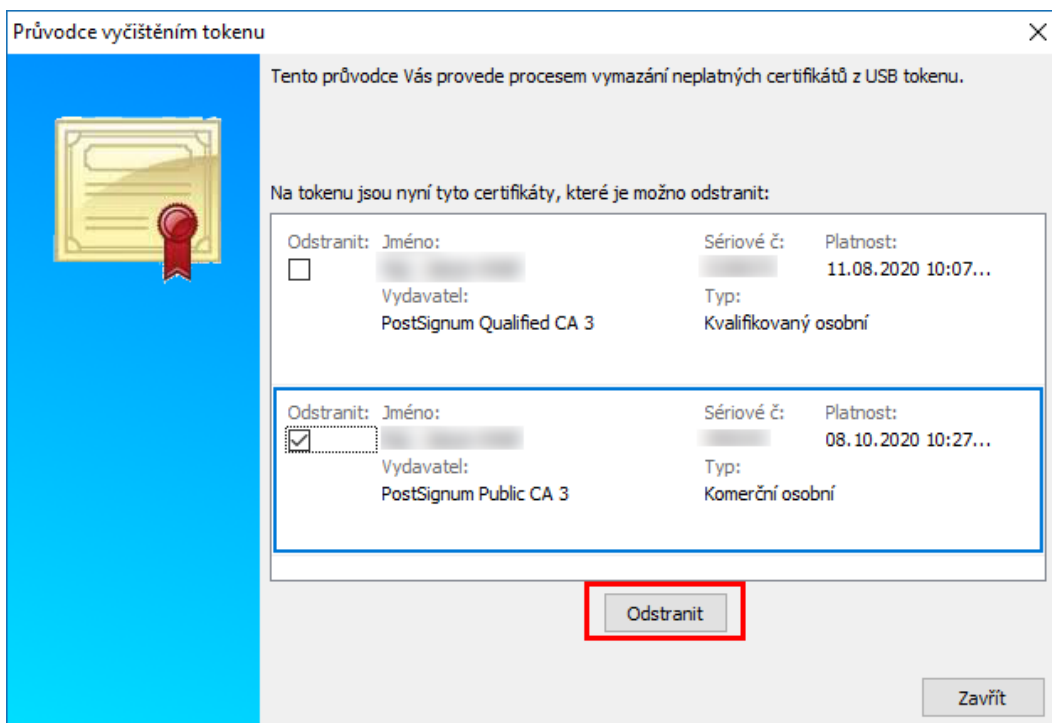 Průvodce vyčištěním tokenu
Tento průvodce Vás provede procesem vymazání neplatných certifikátů z USB tokenu.
Na tokenu jsou nyní tyto certifikáty, které je možno odstranit:
Odstranit: Jméno: Sériové č: Platnost:
11.08.2020 10:07...
Vydavatel: Typ:
PostSignum Qualified CA 3 Kvalifikovaný osobní
Odstranit: Jméno: Sériové č: Platnost:
08.10.2020 10:27...
Vydavatel: Typ:
PostSignum Public CA 3 Komerční osobní
Odstranit
Zavřít